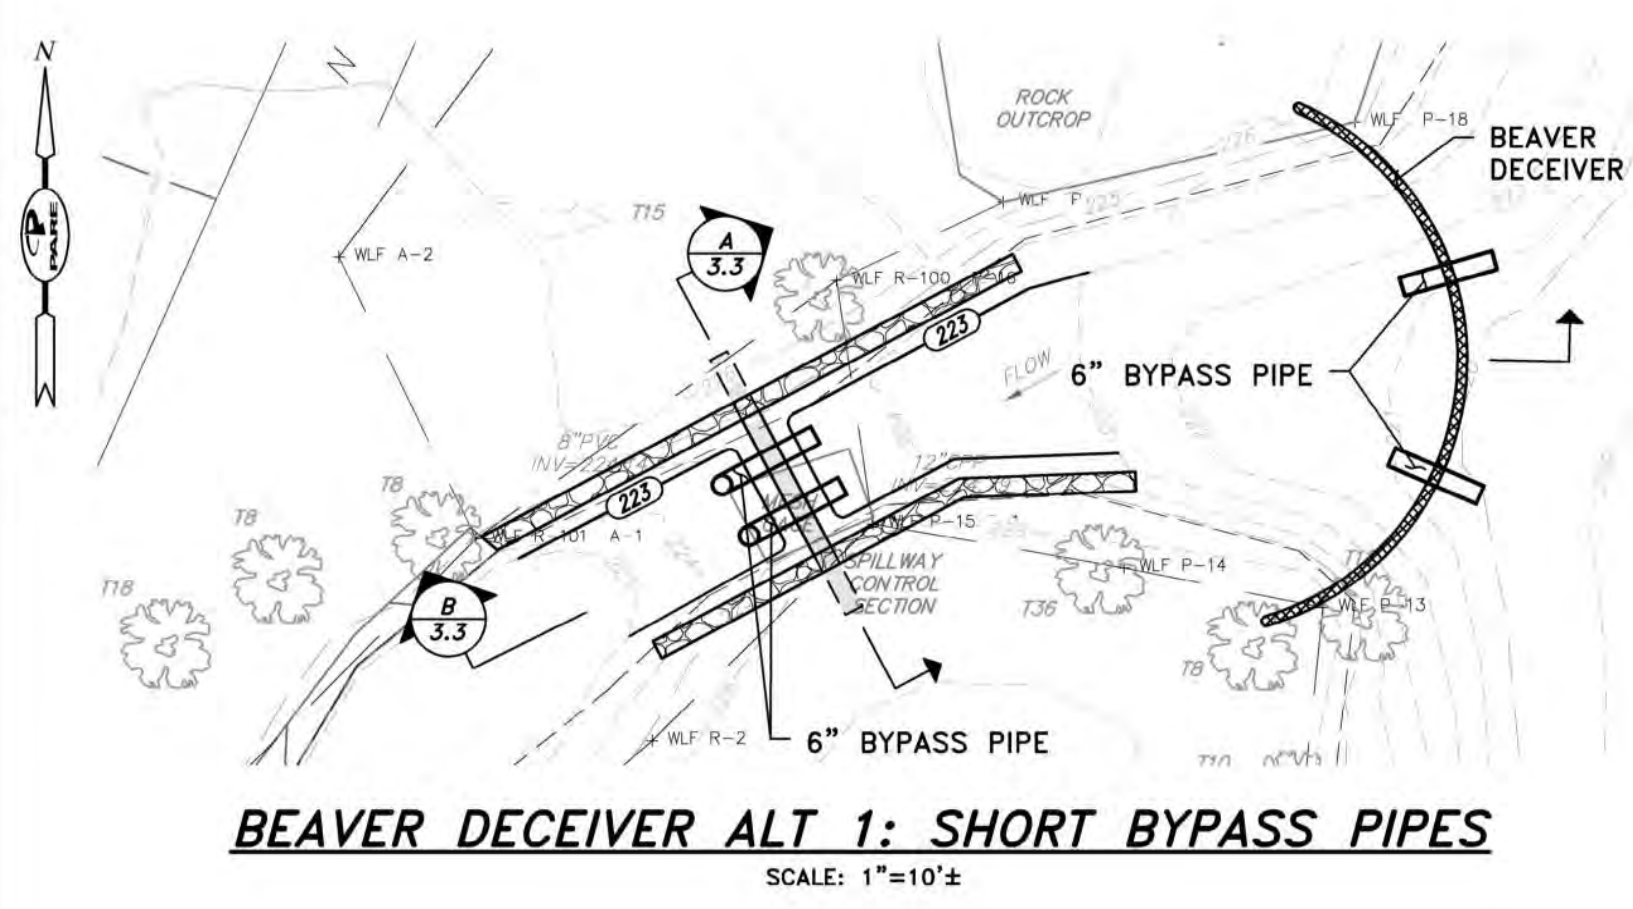 N
N
PARE
ROCK
OUTCROP
WLF P-18
BEAVER
DECEIVER
226
WLF P
225
T15
A
3.3
WLF A-2
WLF R-100
223
FLOW
6" BYPASS PIPE
8"PVC
T8
223
12"CPP
T8
WLF R-101 A-1
WLF P-15
SPILLWAY
CONTROL
SECTION
WLF P-14
T18
T36
WLF P-13
B
3.3
T8
WLF R-2
6" BYPASS PIPE
BEAVER DECEIVER ALT 1: SHORT BYPASS PIPES
SCALE: 1"=10'±